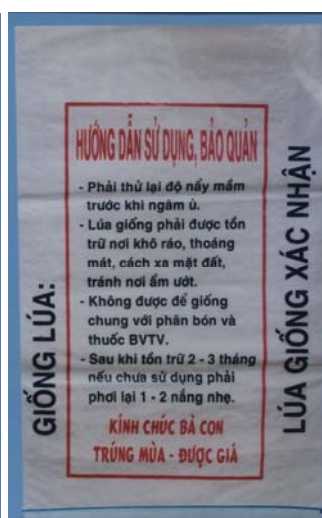 HƯỚNG DẪN SỬ DỤNG, BẢO QUẢN
- Phải thử lại độ nẩy mầm
trước khi ngâm ủ.
- Lúa giống phải được tồn
trữ nơi khô ráo, thoáng
mát, cách xa mặt đất,
tránh nơi ẩm ướt.
- Không được để giống
chung với phân bón và
thuốc BVTV.
- Sau khi tồn trữ 2 - 3 tháng
nếu chưa sử dụng phải
phơi lại 1 - 2 nắng nhẹ.
KÍNH CHÚC BÀ CON
TRÚNG MÙA - ĐƯỢC GIÁ
GIỐNG LÚA:
LÚA GIỐNG XÁC NHẬN